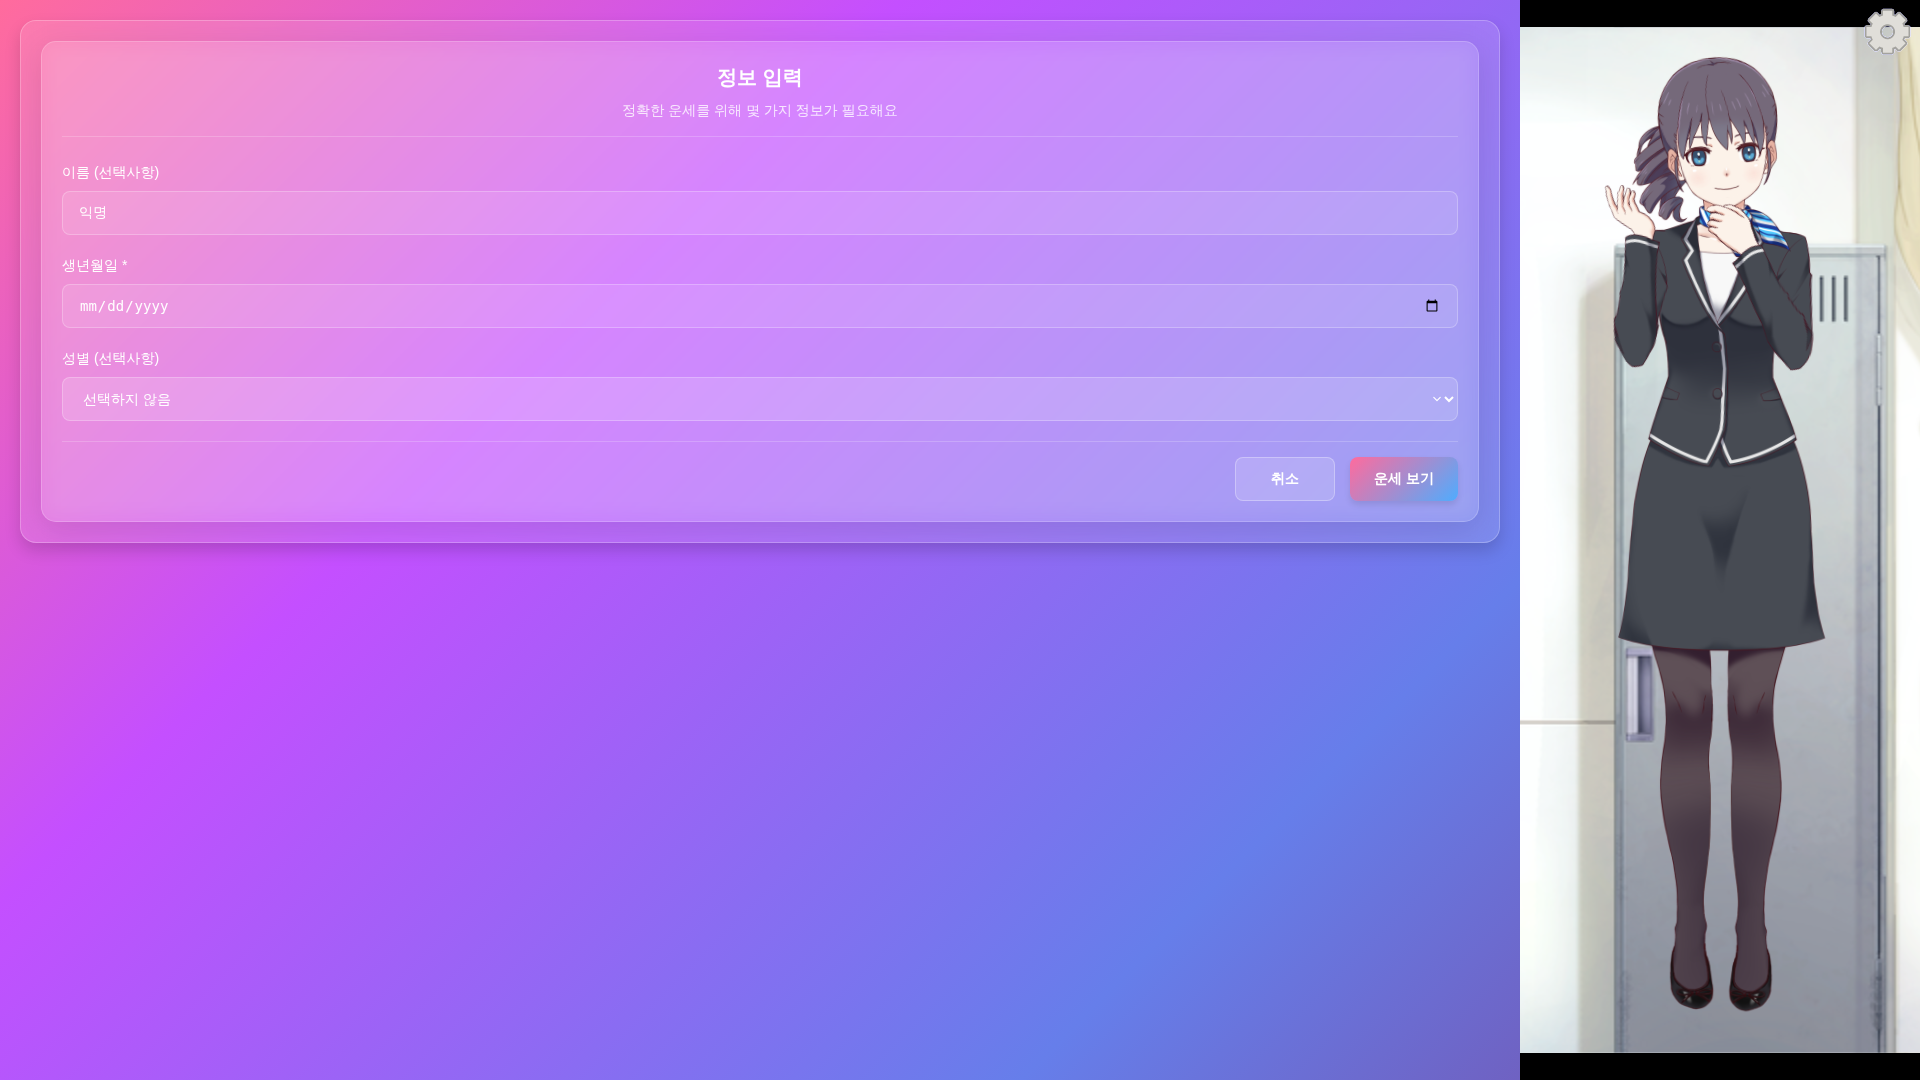 정보 입력
정확한 운세를 위해 몇 가지 정보가 필요해요
이름 (선택사항)
익명
생년월일 *
mm/dd/yyyy
성별 (선택사항)
선택하지 않음
취소
운세 보기